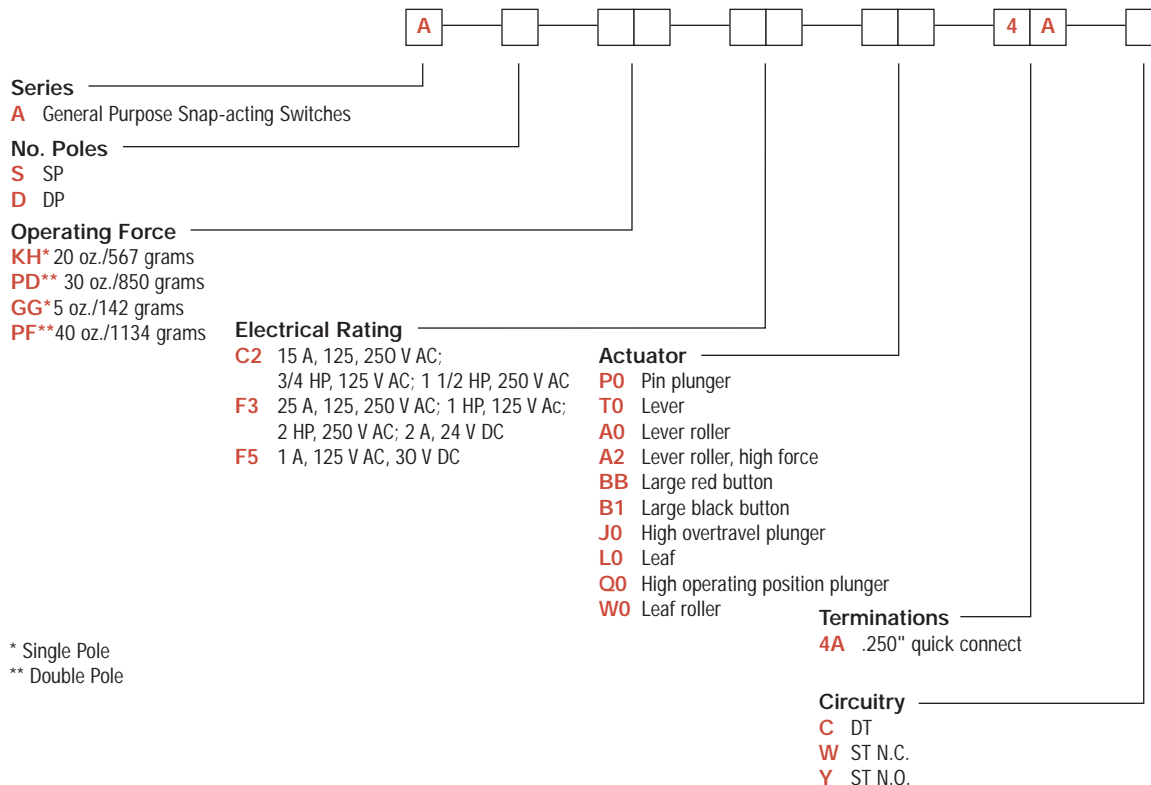 A 4 A
Series
A General Purpose Snap-acting Switches
No. Poles
S SP
D DP
Operating Force
KH* 20 oz./567 grams
PD** 30 oz./850 grams
GG* 5 oz./142 grams
PF** 40 oz./1134 grams
Electrical Rating
C2 15 A, 125, 250 V AC;
3/4 HP, 125 V AC; 1 1/2 HP, 250 V AC
F3 25 A, 125, 250 V AC; 1 HP, 125 V Ac;
2 HP, 250 V AC; 2 A, 24 V DC
F5 1 A, 125 V AC, 30 V DC
Actuator
P0 Pin plunger
T0 Lever
A0 Lever roller
A2 Lever roller, high force
BB Large red button
B1 Large black button
J0 High overtravel plunger
L0 Leaf
Q0 High operating position plunger
W0 Leaf roller
Terminations
4A .250" quick connect
* Single Pole
** Double Pole
Circuitry
C DT
W ST N.C.
Y ST N.O.